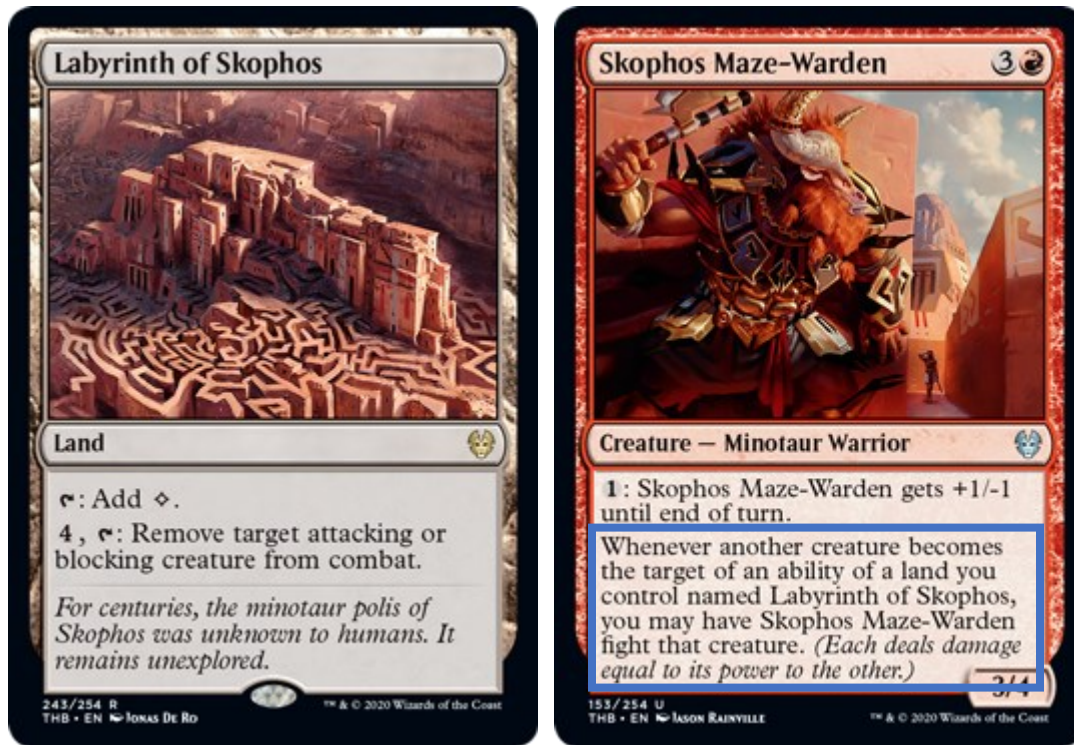 Labyrinth of Skophos
Land
: Add .
4, : Remove target attacking or
blocking creature from combat.
For centuries, the minotaur polis of
Skophos was unknown to humans. It
remains unexplored.
243/254 R
THB • EN Jonas De Ro
™ & © 2020 Wizards of the Coast
Skophos Maze-Warden 3
Creature — Minotaur Warrior
1: Skophos Maze-Warden gets +1/-1
until end of turn.
Whenever another creature becomes
the target of an ability of a land you
control named Labyrinth of Skophos,
you may have Skophos Maze-Warden
fight that creature. (Each deals damage
equal to its power to the other.)
3/4
153/254 U
THB • EN Jason Rainville
™ & © 2020 Wizards of the Coast